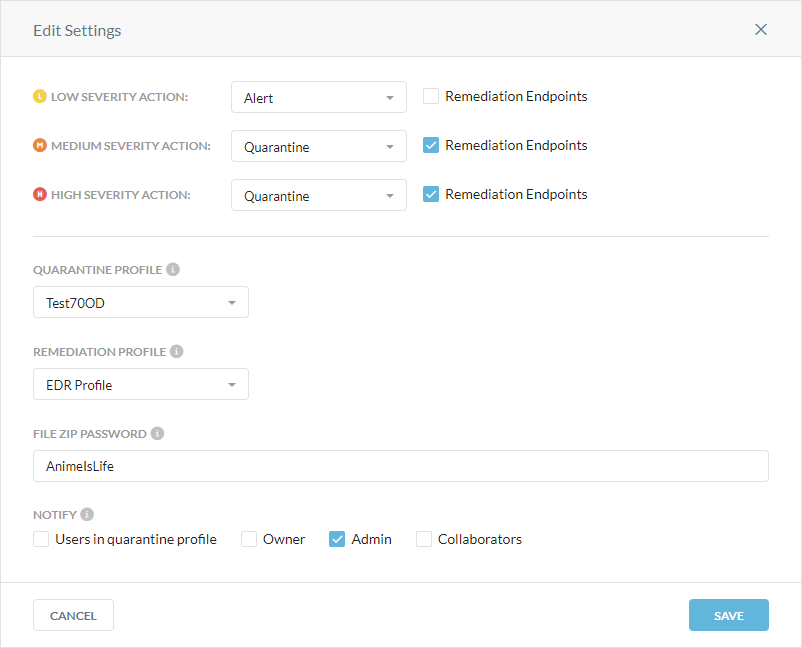 Edit Settings
L LOW SEVERITY ACTION: Alert Remediation Endpoints
M MEDIUM SEVERITY ACTION: Quarantine Remediation Endpoints
H HIGH SEVERITY ACTION: Quarantine Remediation Endpoints
QUARANTINE PROFILE i
Test70OD
REMEDIATION PROFILE i
EDR Profile
FILE ZIP PASSWORD i
AnimeIsLife
NOTIFY i
Users in quarantine profile Owner Admin Collaborators
CANCEL SAVE